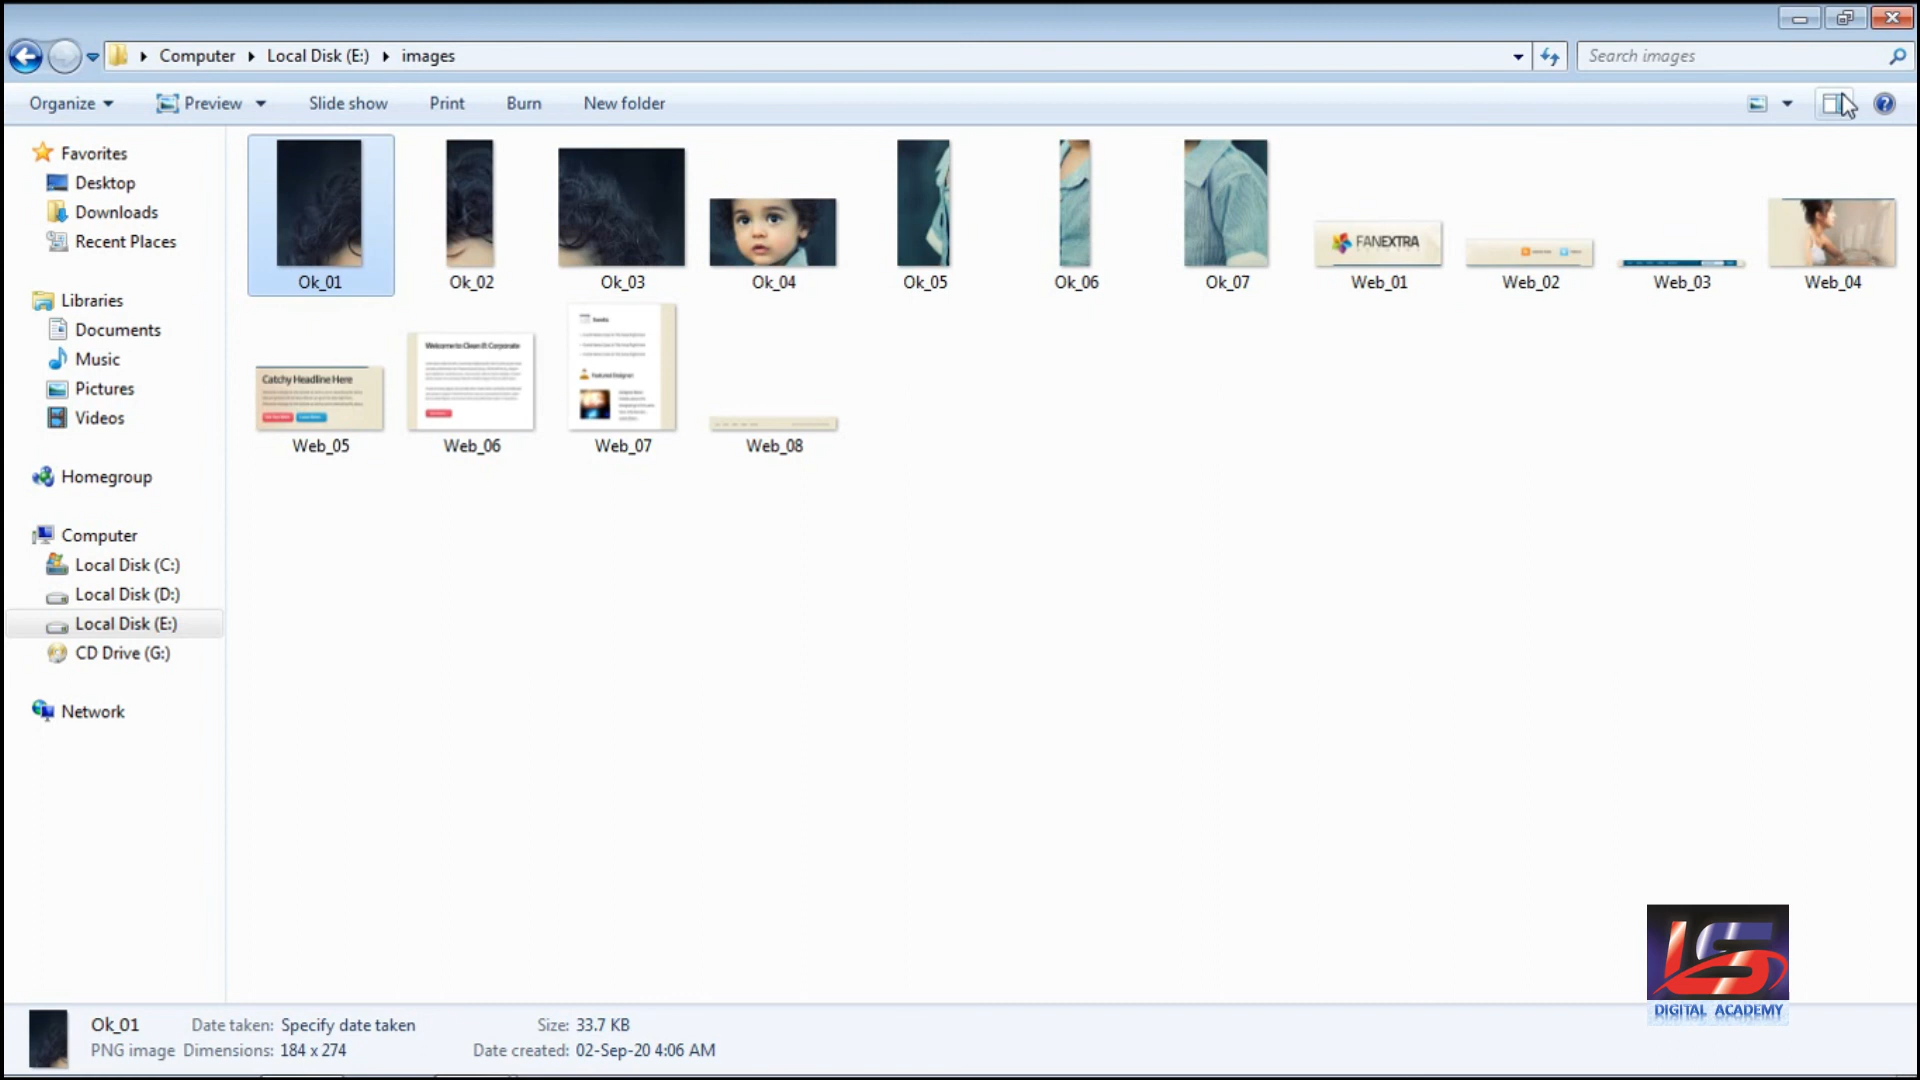 Computer Local Disk (E:) images
Search images
Organize Preview Slide show Print Burn New folder
Favorites
Desktop
Downloads
Recent Places
Libraries
Documents
Music
Pictures
Videos
Homegroup
Computer
Local Disk (C:)
Local Disk (D:)
Local Disk (E:)
CD Drive (G:)
Network
FANEXTRA
Ok_01 Ok_02 Ok_03 Ok_04 Ok_05 Ok_06 Ok_07 Web_01 Web_02 Web_03 Web_04
Catchy Headline Here
Welcome to Clean & Corporate
Events
Featured Designer
Web_05 Web_06 Web_07 Web_08
Ok_01 Date taken: Specify date taken Size: 33.7 KB
PNG image Dimensions: 184 x 274 Date created: 02-Sep-20 4:06 AM
LS
DIGITAL ACADEMY